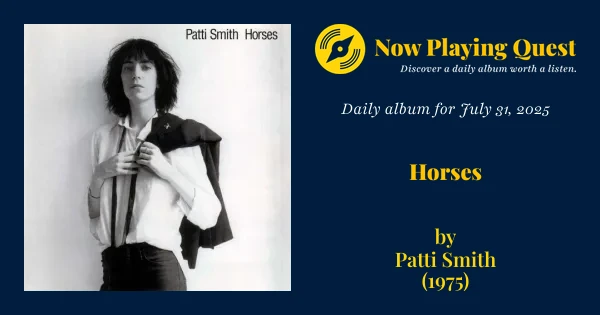 Patti Smith Horses
Now Playing Quest
Discover a daily album worth a listen.
Daily album for July 31, 2025
Horses
by
Patti Smith
(1975)